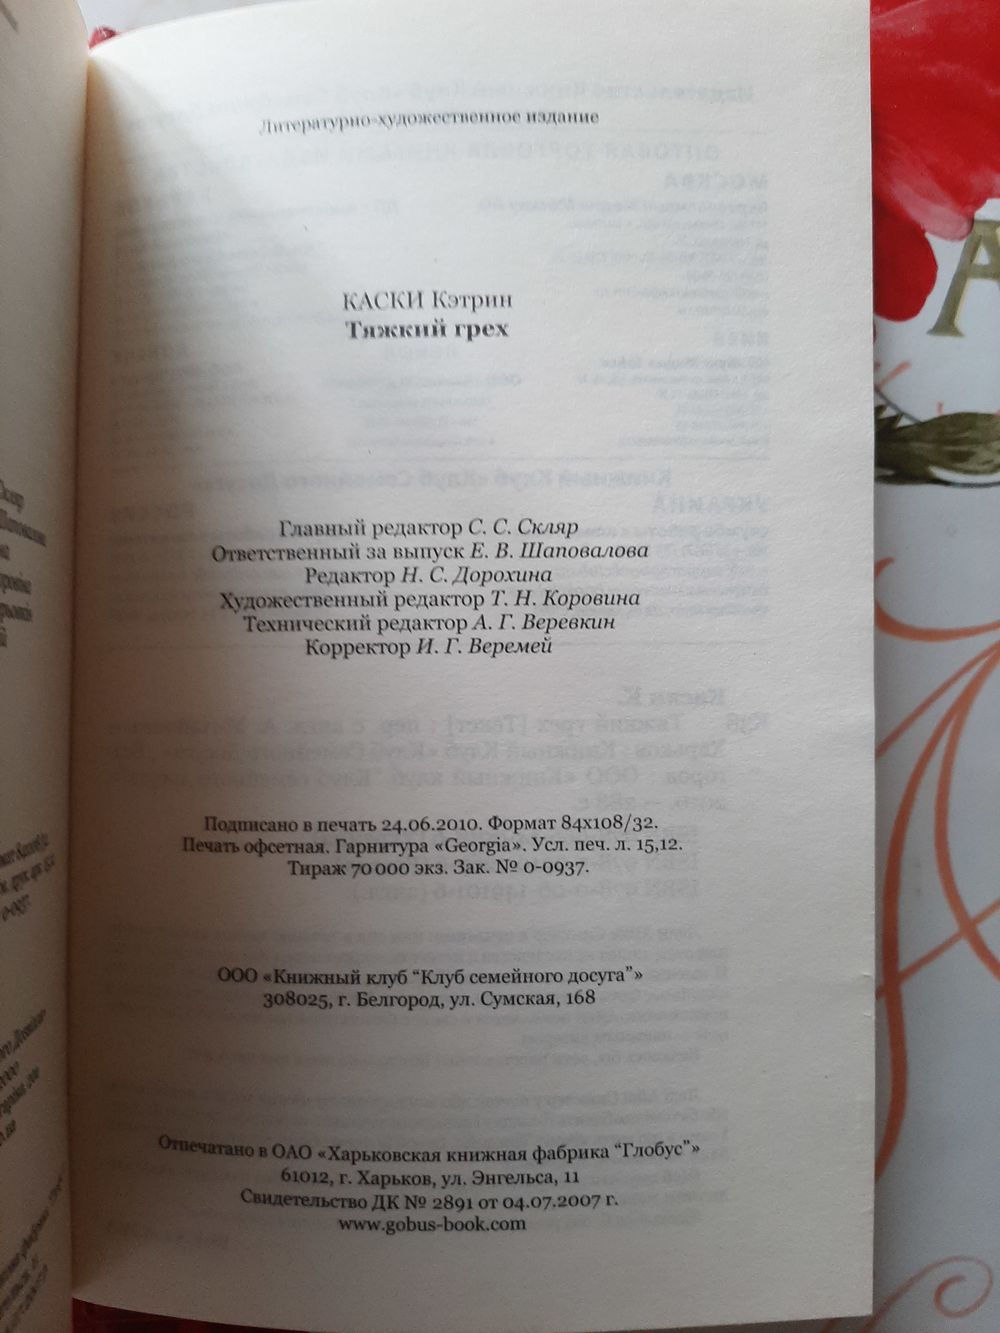 Литературно-художественное издание
КАСКИ Кэтрин
Тяжкий грех
Главный редактор С. С. Скляр
Ответственный за выпуск Е. В. Шаповалова
Редактор Н. С. Дорохина
Художественный редактор Т. Н. Коровина
Технический редактор А. Г. Веревкин
Корректор И. Г. Веремей
Подписано в печать 24.06.2010. Формат 84х108/32.
Печать офсетная. Гарнитура «Georgia». Усл. печ. л. 15,12.
Тираж 70 000 экз. Зак. № 0-0937.
ООО «Книжный клуб “Клуб семейного досуга”»
308025, г. Белгород, ул. Сумская, 168
Отпечатано в ОАО «Харьковская книжная фабрика “Глобус”»
61012, г. Харьков, ул. Энгельса, 11
Свидетельство ДК № 2891 от 04.07.2007 г.
www.gobus-book.com